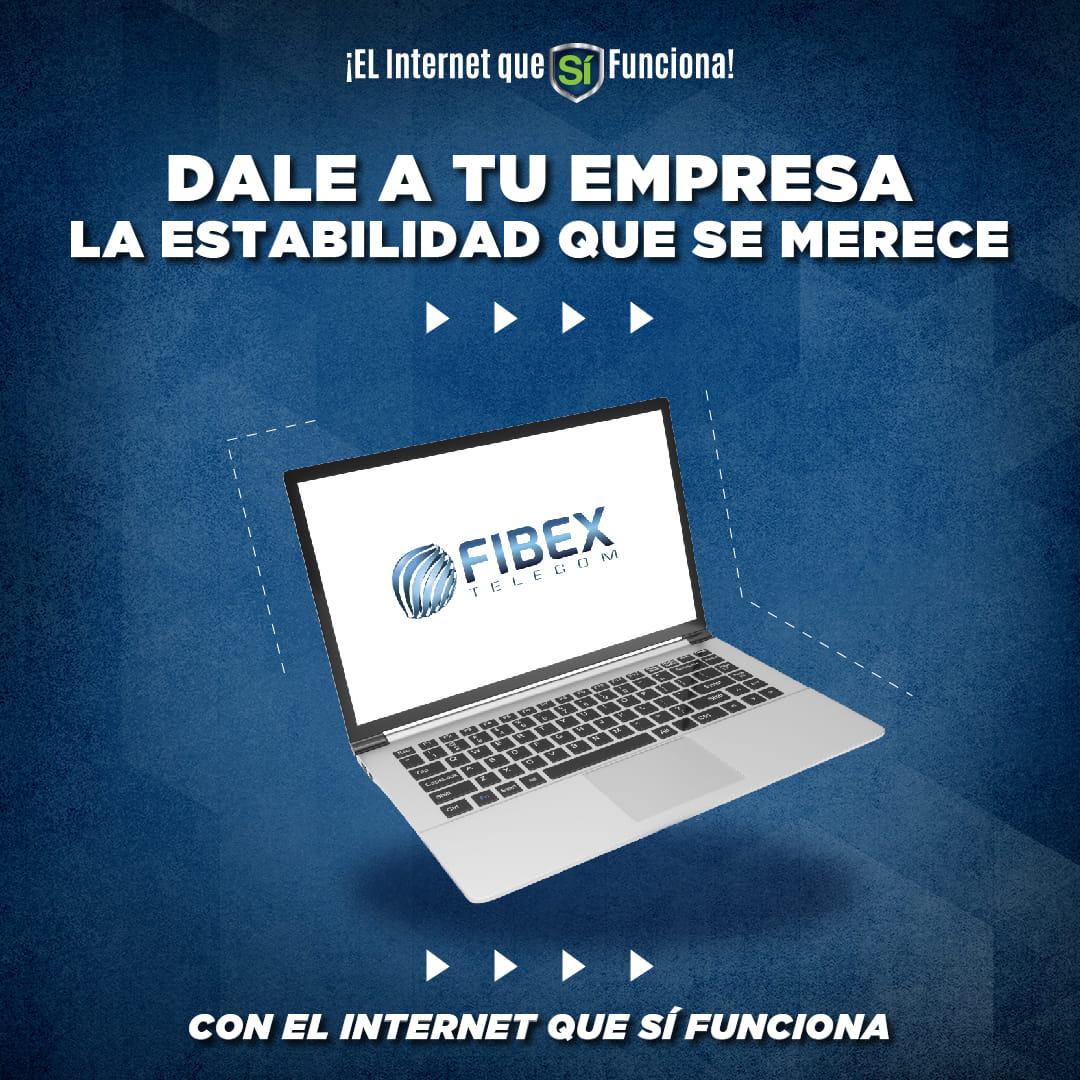 ¡EL Internet que Sí Funciona!
DALE A TU EMPRESA
LA ESTABILIDAD QUE SE MERECE
FIBEX
TELECOM
CON EL INTERNET QUE SÍ FUNCIONA